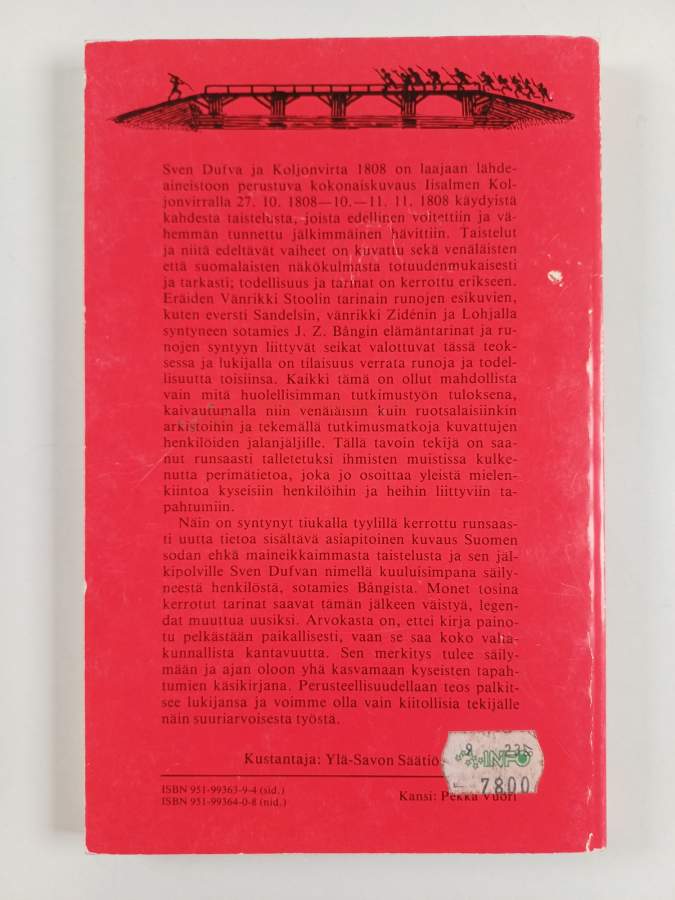 Sven Dufva ja Koljonvirta 1808 on laajaan lähde-
aineistoon perustuva kokonaiskuvaus Iisalmen Kol-
jonvirralla 27. 10. 1808—10.—11. 11. 1808 käydyistä
kahdesta taistelusta, joista edellinen voitettiin ja vä-
hemmän tunnettu jälkimmäinen hävittiin. Taistelut
ja niitä edeltävät vaiheet on kuvattu sekä venäläisten
että suomalaisten näkökulmasta totuudenmukaisesti
ja tarkasti; todellisuus ja tarinat on kerrottu erikseen.
Eräiden Vänrikki Stoolin tarinain runojen esikuvien,
kuten eversti Sandelsin, vänrikki Zidénin ja Lohjalla
syntyneen sotamies J. Z. Bångin elämäntarinat ja ru-
nojen syntyyn liittyvät seikat valottuvat tässä teok-
sessa ja lukijalla on tilaisuus verrata runoja ja todel-
lisuutta toisiinsa. Kaikki tämä on ollut mahdollista
vain mitä huolellisimman tutkimustyön tuloksena,
kaivautumalla niin venäläisiin kuin ruotsalaisiinkin
arkistoihin ja tekemällä tutkimusmatkoja kuvattujen
henkilöiden jalanjäljille. Tällä tavoin tekijä on saa-
nut runsaasti talletetuksi ihmisten muistissa kulke-
nutta perimätietoa, joka jo osoittaa yleistä mielen-
kiintoa kyseisiin henkilöihin ja heihin liittyviin ta-
pahtumiin.
Näin on syntynyt tiukalla tyylillä kerrottu runsaas-
ti uutta tietoa sisältävä asiapitoinen kuvaus Suomen
sodan ehkä maineikkaimmasta taistelusta ja sen jäl-
kipolville Sven Dufvan nimellä kuuluisimpana säily-
neestä henkilöstä, sotamies Bångista. Monet tosina
kerrotut tarinat saavat tämän jälkeen väistyä, legen-
dat muuttua uusiksi. Arvokasta on, ettei kirja paino-
tu pelkästään paikallisesti, vaan se saa koko valta-
kunnallista kantavuutta. Sen merkitys tulee säily-
mään ja ajan oloon yhä kasvamaan kyseisten tapah-
tumien käsikirjana. Perusteellisuudellaan teos palkit-
see lukijansa ja voimme olla vain kiitollisia tekijälle
näin suuriarvoisesta työstä.
Kustantaja: Ylä-Savon Säätiö
INFO
7800
ISBN 951-99363-9-4 (sid.)
ISBN 951-99364-0-8 (nid.)
Kansi: Pekka Vuori